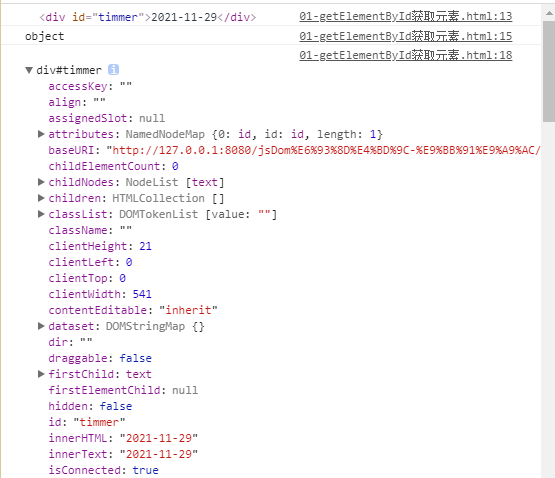 <div id="timmer">2021-11-29</div> 01-getElementById获取元素.html:13
object 01-getElementById获取元素.html:15
01-getElementById获取元素.html:18
▼ div#timmer i
accessKey: ""
align: ""
assignedSlot: null
▶ attributes: NamedNodeMap {0: id, id: id, length: 1}
baseURI: "http://127.0.0.1:8080/jsDom%E6%93%8D%E4%BD%9C-%E9%BB%91%E9%A9%AC/
childElementCount: 0
▶ childNodes: NodeList [text]
▶ children: HTMLCollection []
▶ classList: DOMTokenList [value: ""]
className: ""
clientHeight: 21
clientLeft: 0
clientTop: 0
clientWidth: 541
contentEditable: "inherit"
▶ dataset: DOMStringMap {}
dir: ""
draggable: false
▶ firstChild: text
firstElementChild: null
hidden: false
id: "timmer"
innerHTML: "2021-11-29"
innerText: "2021-11-29"
isConnected: true